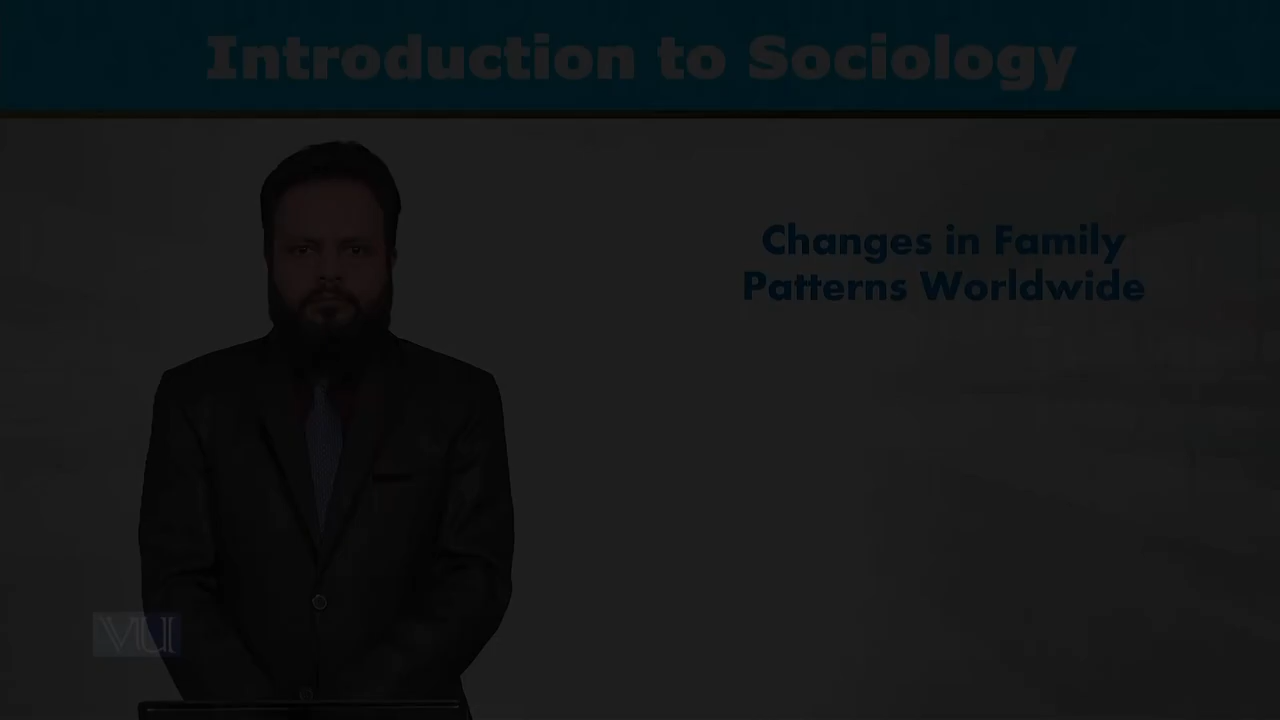 Introduction to Sociology
Changes in Family
Patterns Worldwide
VU